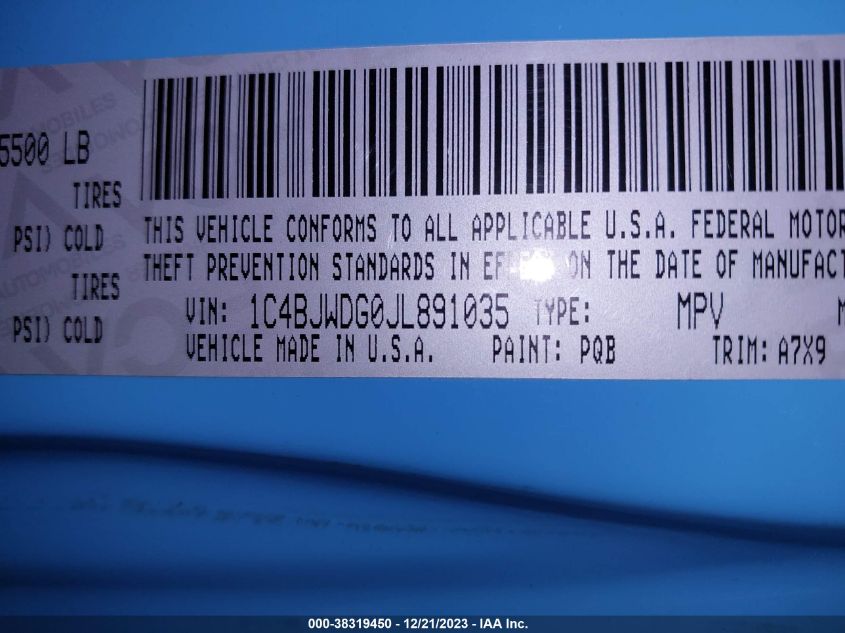 5500 LB
TIRES
PSI) COLD
TIRES
PSI) COLD
THIS VEHICLE CONFORMS TO ALL APPLICABLE U.S.A. FEDERAL MOTOR
THEFT PREVENTION STANDARDS IN ON THE DATE OF MANUFACT
VIN: 1C4BJWDG0JL891035 TYPE: MPV M
VEHICLE MADE IN U.S.A. PAINT: PQB TRIM: A7X9
000-38319450 - 12/21/2023 - IAA Inc.